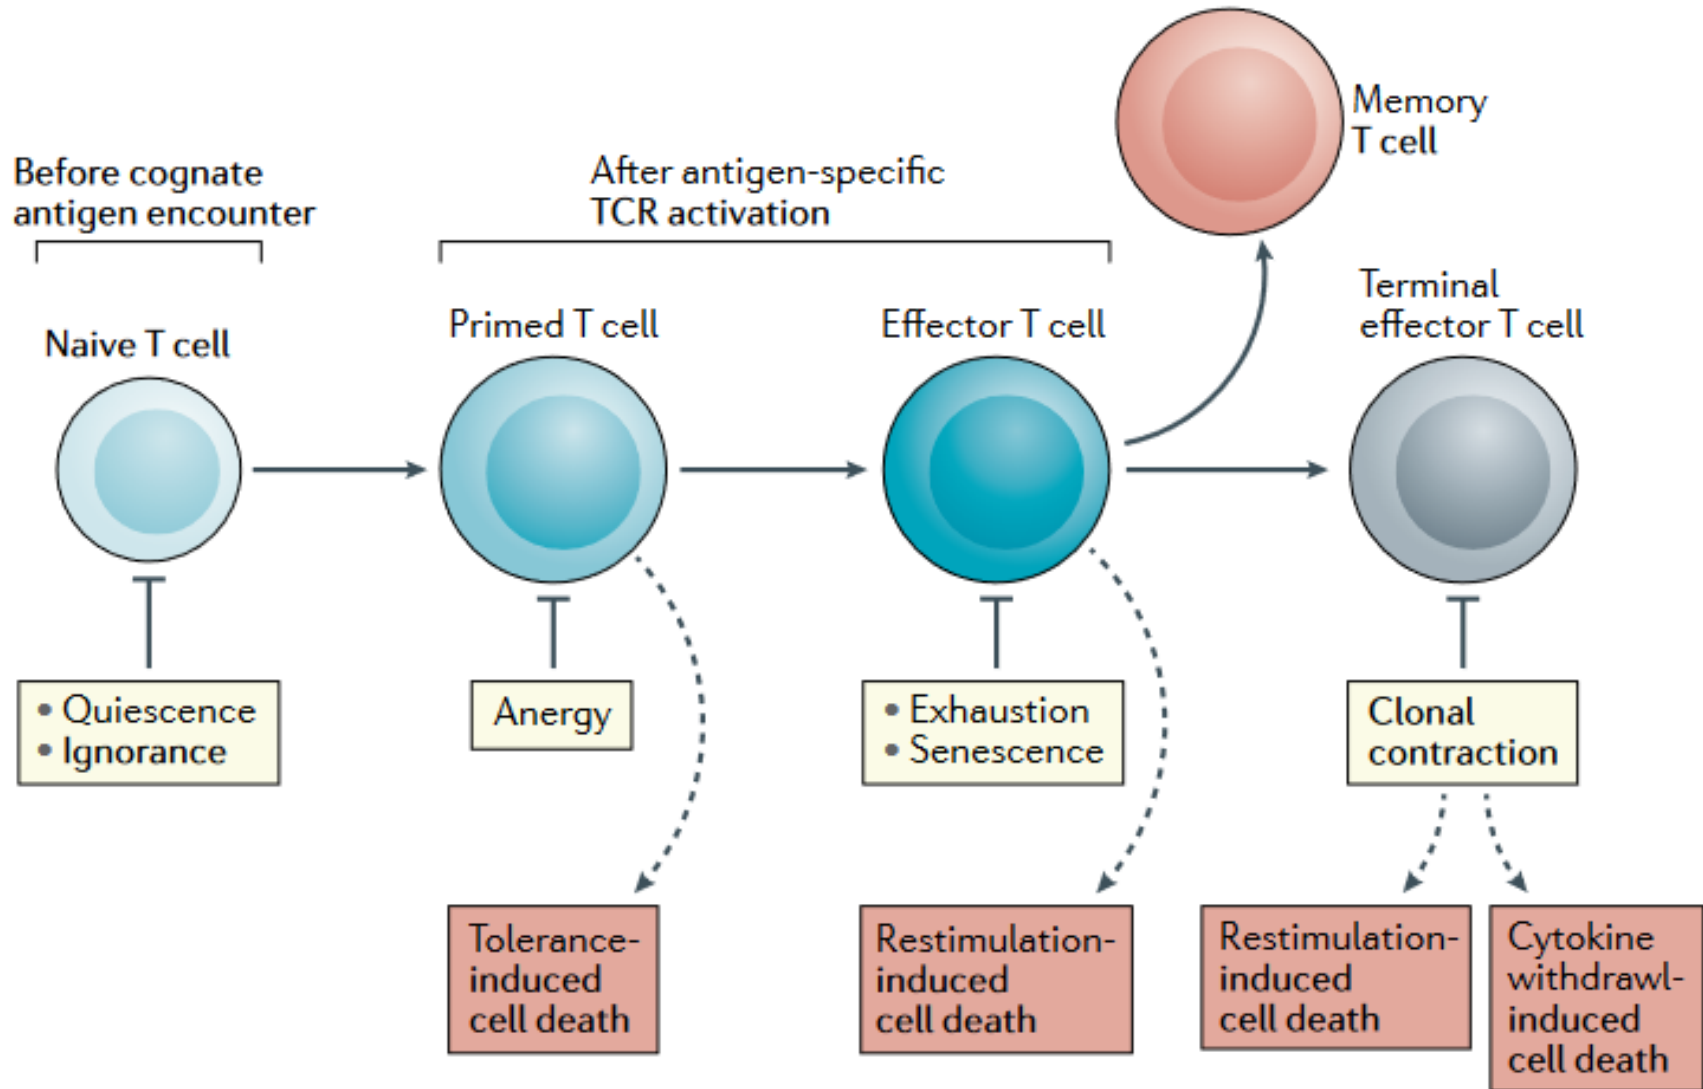 Memory
T cell
Before cognate
antigen encounter
After antigen-specific
TCR activation
Naive T cell
Primed T cell
Effector T cell
Terminal
effector T cell
• Quiescence
• Ignorance
Anergy
• Exhaustion
• Senescence
Clonal
contraction
Tolerance-
induced
cell death
Restimulation-
induced
cell death
Restimulation-
induced
cell death
Cytokine
withdrawl-
induced
cell death